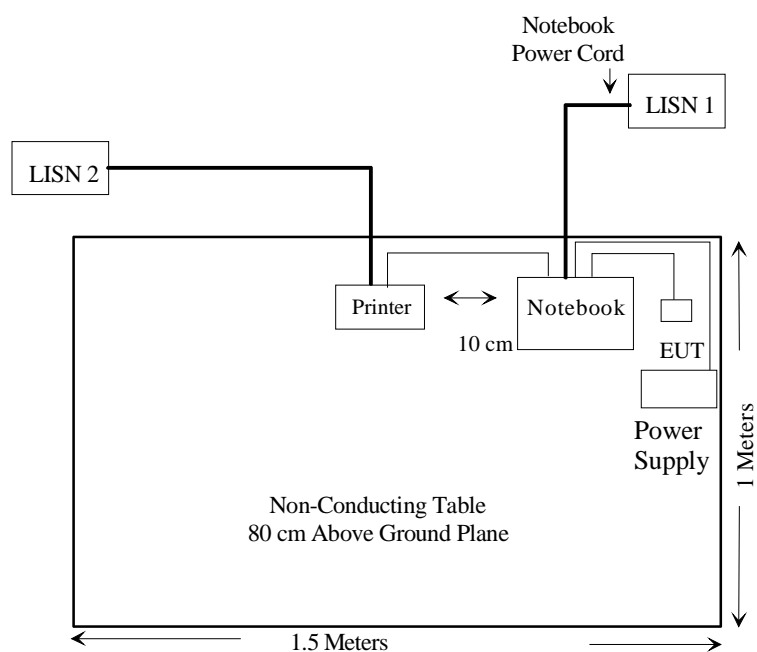 Notebook
Power Cord
LISN 1
LISN 2
Printer
Notebook
10 cm
EUT
Power
Supply
1 Meters
Non-Conducting Table
80 cm Above Ground Plane
1.5 Meters